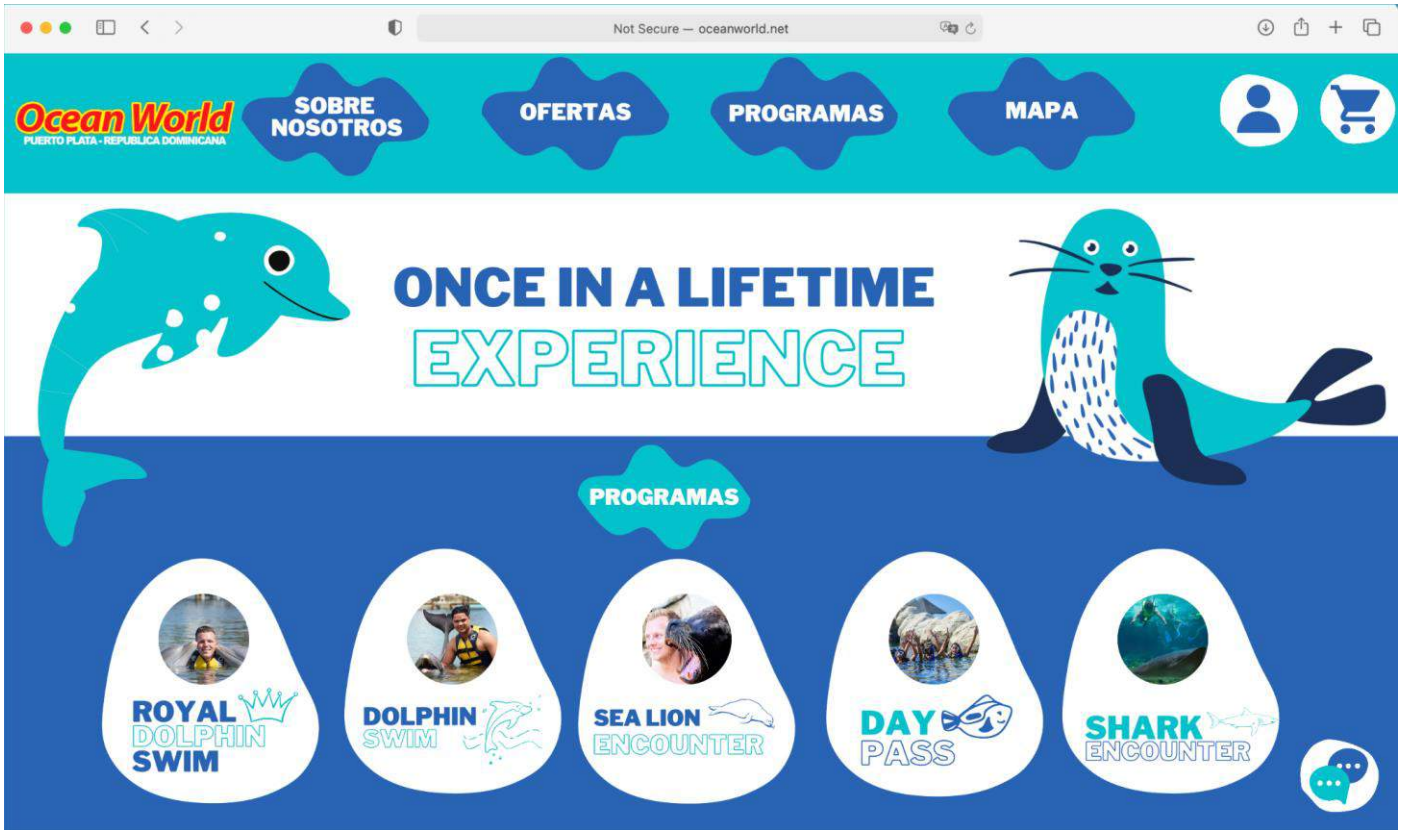 Not Secure — oceanworld.net
Ocean World
PUERTO PLATA - REPUBLICA DOMINICANA
SOBRE
NOSOTROS
OFERTAS
PROGRAMAS
MAPA
ONCE IN A LIFETIME
EXPERIENCE
PROGRAMAS
ROYAL
DOLPHIN
SWIM
DOLPHIN
SWIM
SEA LION
ENCOUNTER
DAY
PASS
SHARK
ENCOUNTER